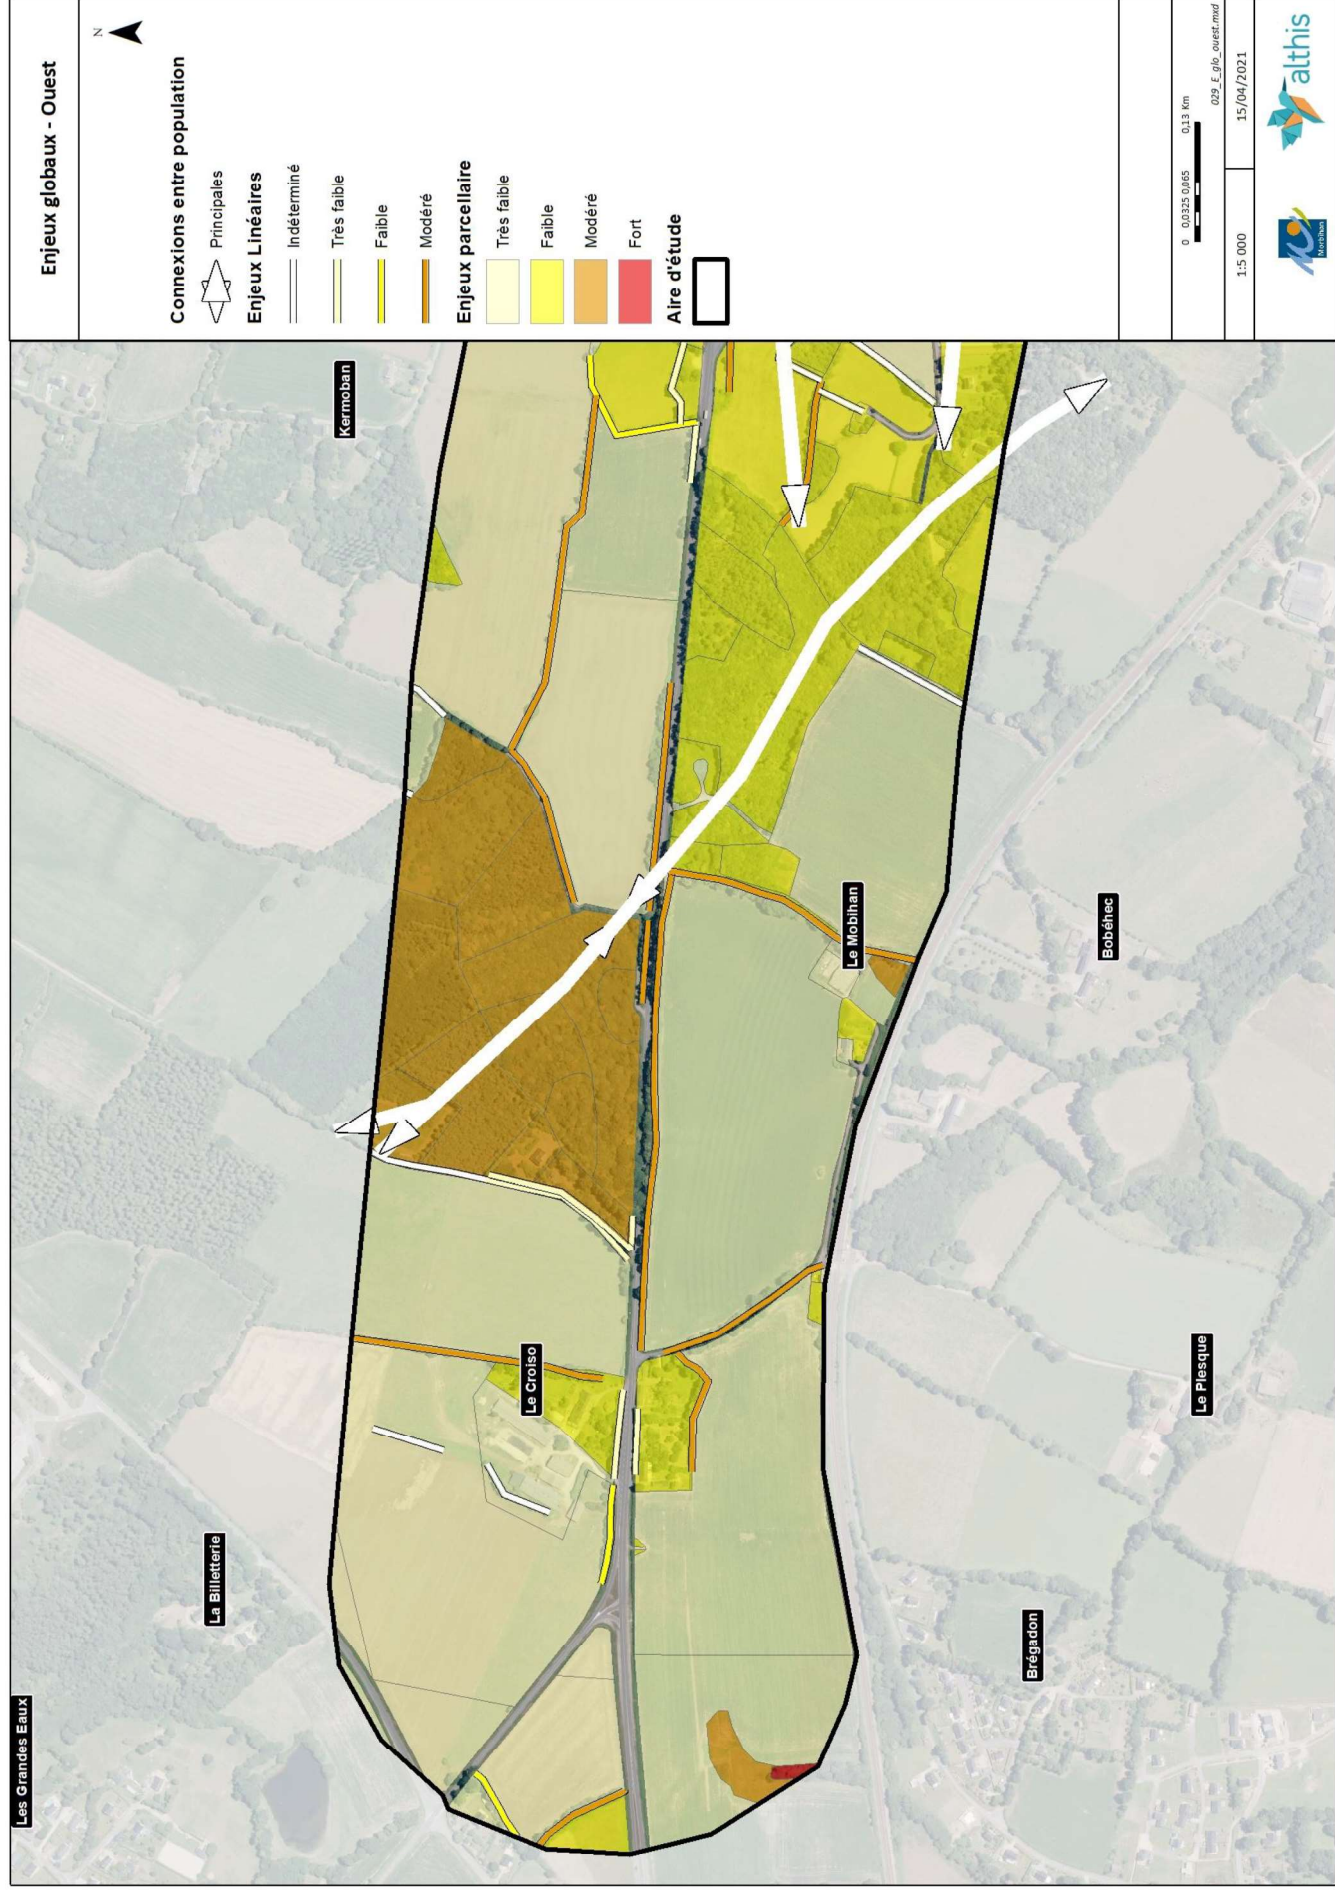 Enjeux globaux - Ouest
N
Connexions entre population
Principales
Enjeux Linéaires
Indéterminé
Très faible
Faible
Modéré
Enjeux parcellaire
Très faible
Faible
Modéré
Fort
Aire d'étude
0 0,0325 0,065 0,13 Km
029_E_glo_ouest.mxd
1:5 000
15/04/2021
Morbihan
althis
Les Grandes Eaux
La Billetterie
Kermoban
Le Croiso
Le Mobihan
Brégadon
Bobéhec
Le Plesque